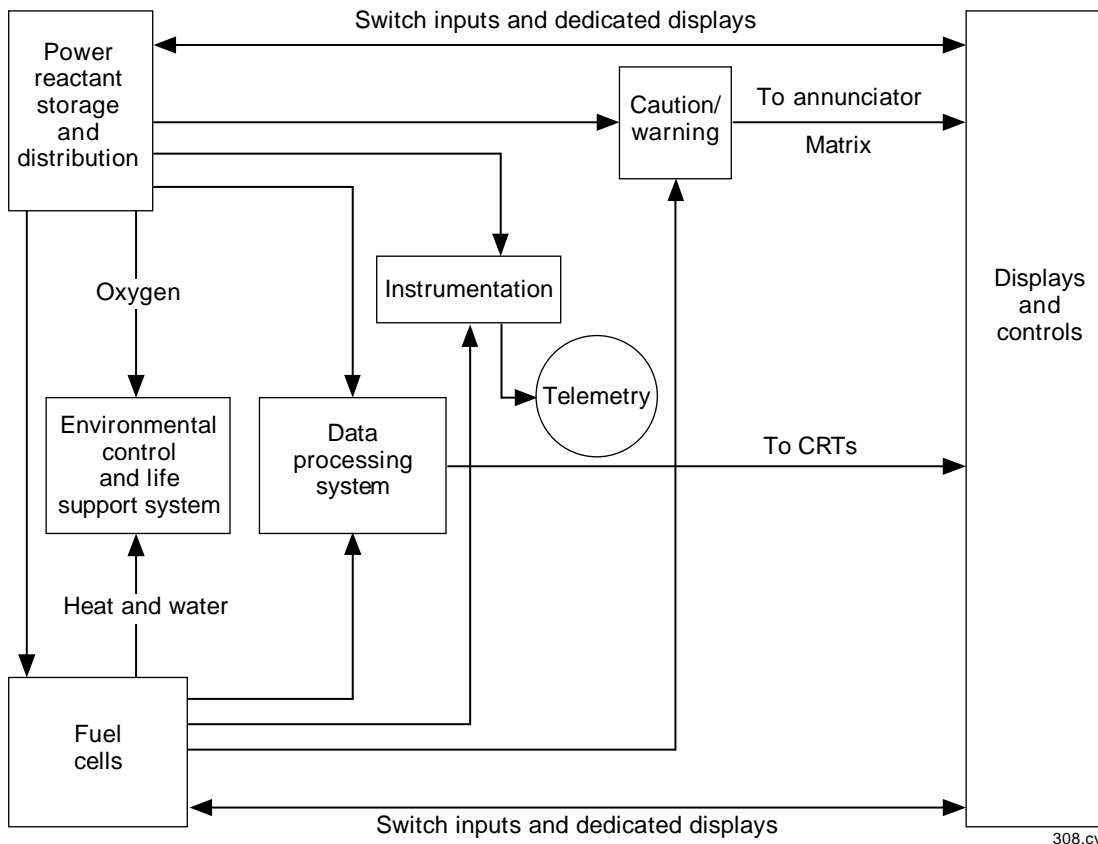 Switch inputs and dedicated displays
Power
reactant
storage
and
distribution
Caution/
warning
To annunciator
Matrix
Oxygen
Instrumentation
Displays
and
controls
Telemetry
Environmental
control
and life
support system
Data
processing
system
To CRTs
Heat and water
Fuel
cells
Switch inputs and dedicated displays
308.cv